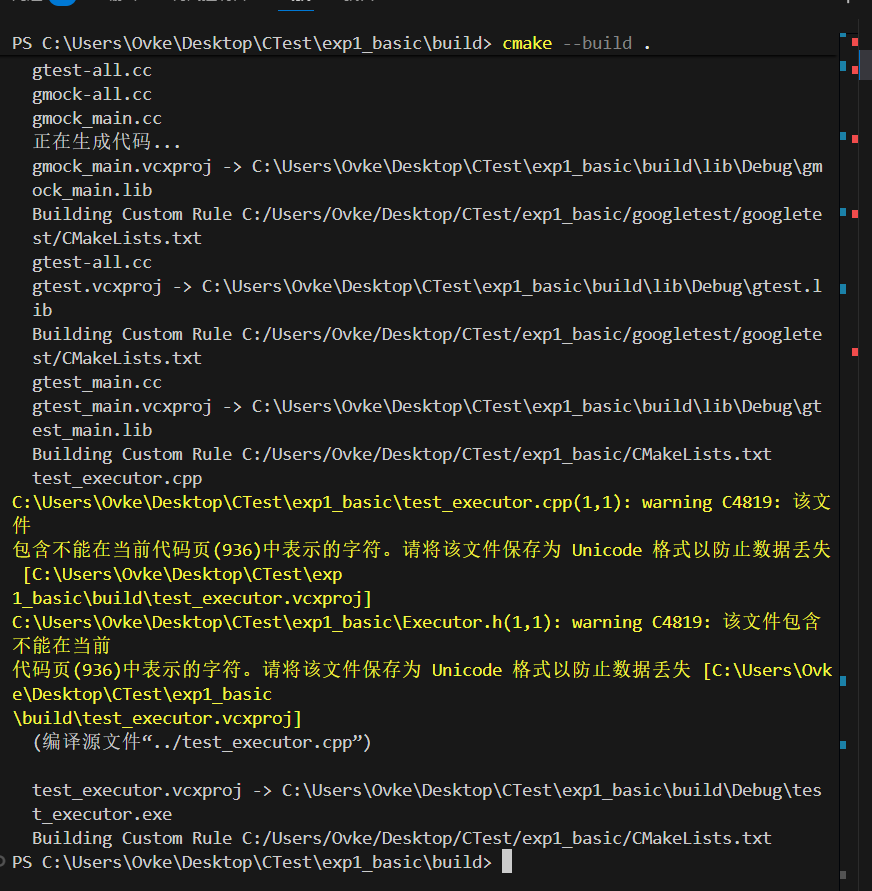 PS C:\Users\Ovke\Desktop\CTest\exp1_basic\build> cmake --build .
gtest-all.cc
gmock-all.cc
gmock_main.cc
正在生成代码...
gmock_main.vcxproj -> C:\Users\Ovke\Desktop\CTest\exp1_basic\build\lib\Debug\gm
ock_main.lib
Building Custom Rule C:/Users/Ovke/Desktop/CTest/exp1_basic/googletest/googlete
st/CMakeLists.txt
gtest-all.cc
gtest.vcxproj -> C:\Users\Ovke\Desktop\CTest\exp1_basic\build\lib\Debug\gtest.l
ib
Building Custom Rule C:/Users/Ovke/Desktop/CTest/exp1_basic/googletest/googlete
st/CMakeLists.txt
gtest_main.cc
gtest_main.vcxproj -> C:\Users\Ovke\Desktop\CTest\exp1_basic\build\lib\Debug\gt
est_main.lib
Building Custom Rule C:/Users/Ovke/Desktop/CTest/exp1_basic/CMakeLists.txt
test_executor.cpp
C:\Users\Ovke\Desktop\CTest\exp1_basic\test_executor.cpp(1,1): warning C4819: 该文
件
包含不能在当前代码页(936)中表示的字符。请将该文件保存为 Unicode 格式以防止数据丢失
[C:\Users\Ovke\Desktop\CTest\exp
1_basic\build\test_executor.vcxproj]
C:\Users\Ovke\Desktop\CTest\exp1_basic\Executor.h(1,1): warning C4819: 该文件包含
不能在当前
代码页(936)中表示的字符。请将该文件保存为 Unicode 格式以防止数据丢失 [C:\Users\Ovk
e\Desktop\CTest\exp1_basic
\build\test_executor.vcxproj]
(编译源文件“../test_executor.cpp”)
test_executor.vcxproj -> C:\Users\Ovke\Desktop\CTest\exp1_basic\build\Debug\tes
t_executor.exe
Building Custom Rule C:/Users/Ovke/Desktop/CTest/exp1_basic/CMakeLists.txt
PS C:\Users\Ovke\Desktop\CTest\exp1_basic\build>